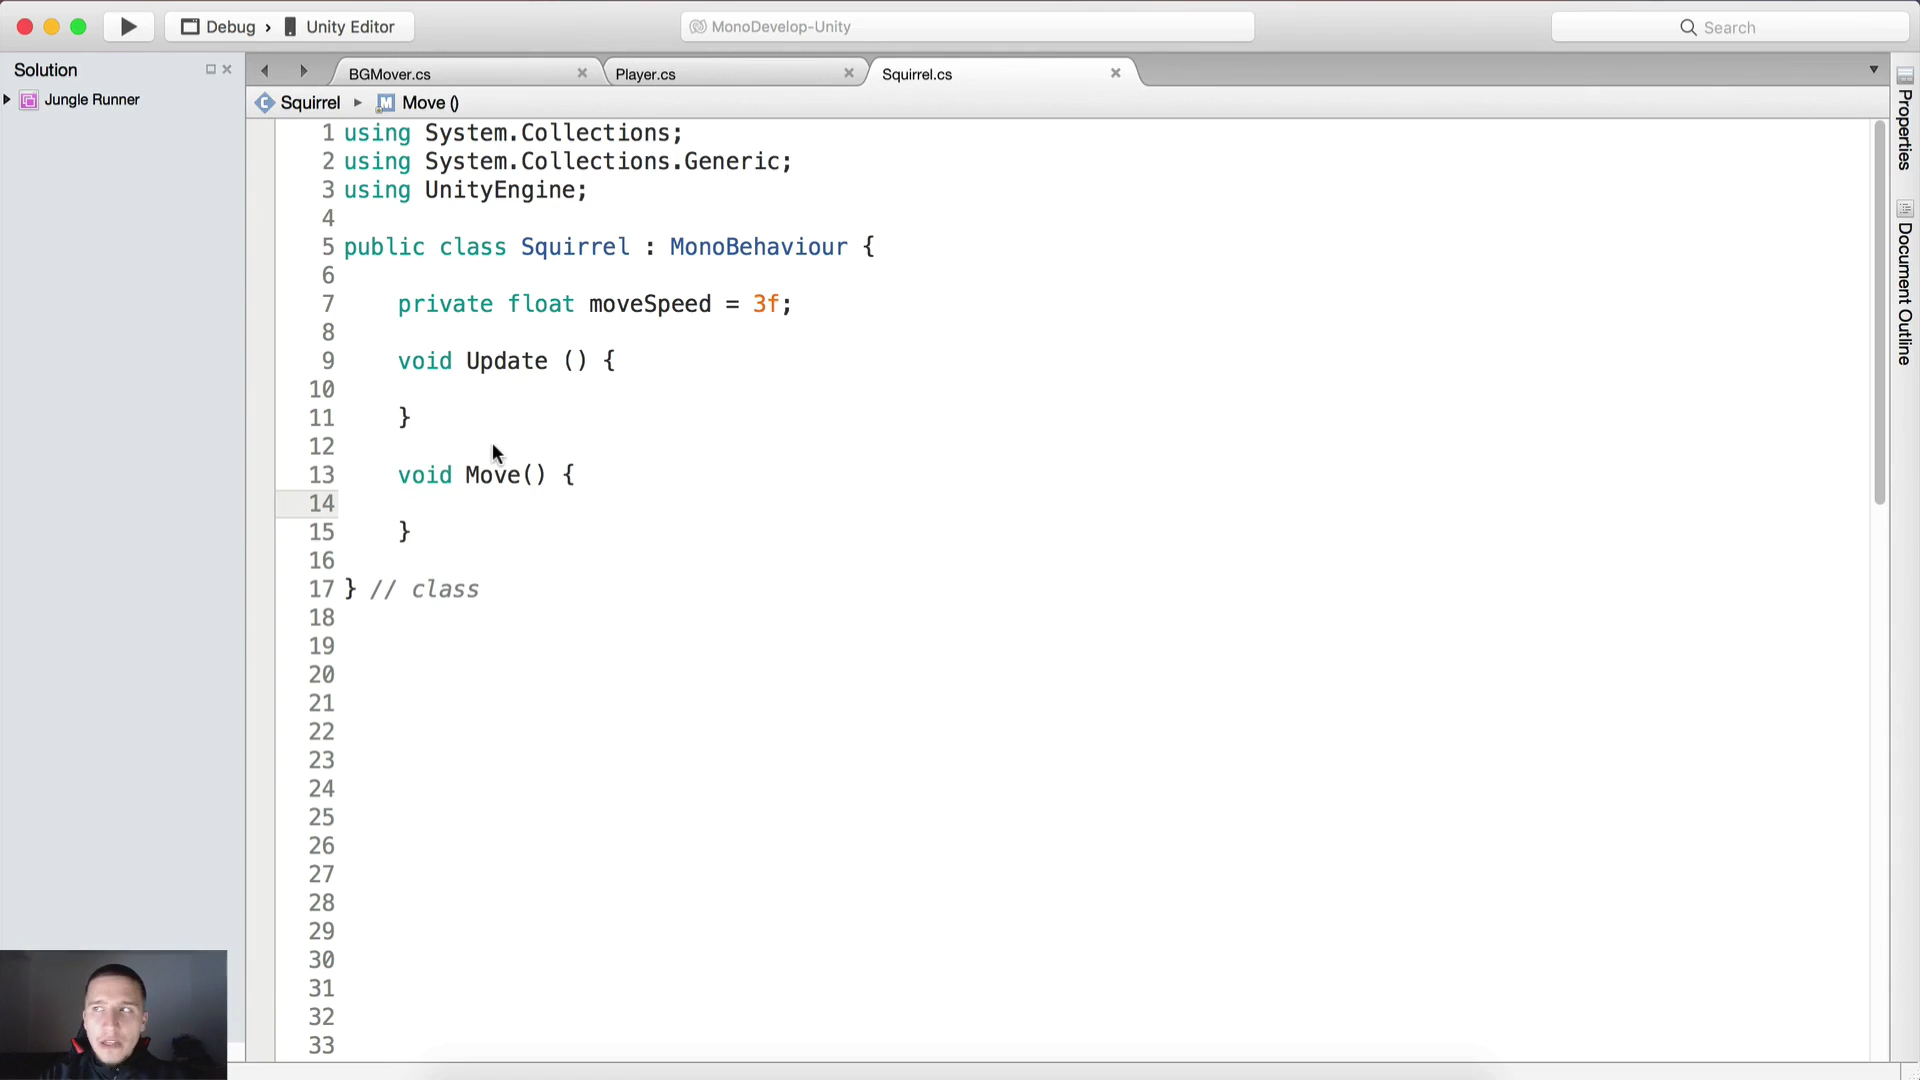 Debug › Unity Editor
MonoDevelop-Unity
Search
Solution
BGMover.cs
Player.cs
Squirrel.cs
Jungle Runner
Squirrel
Move ()
1 using System.Collections;
2 using System.Collections.Generic;
3 using UnityEngine;
4
5 public class Squirrel : MonoBehaviour {
6
7 private float moveSpeed = 3f;
8
9 void Update () {
10
11 }
12
13 void Move() {
14
15 }
16
17 } // class
18
19
20
21
22
23
24
25
26
27
28
29
30
31
32
33
Properties
Document Outline